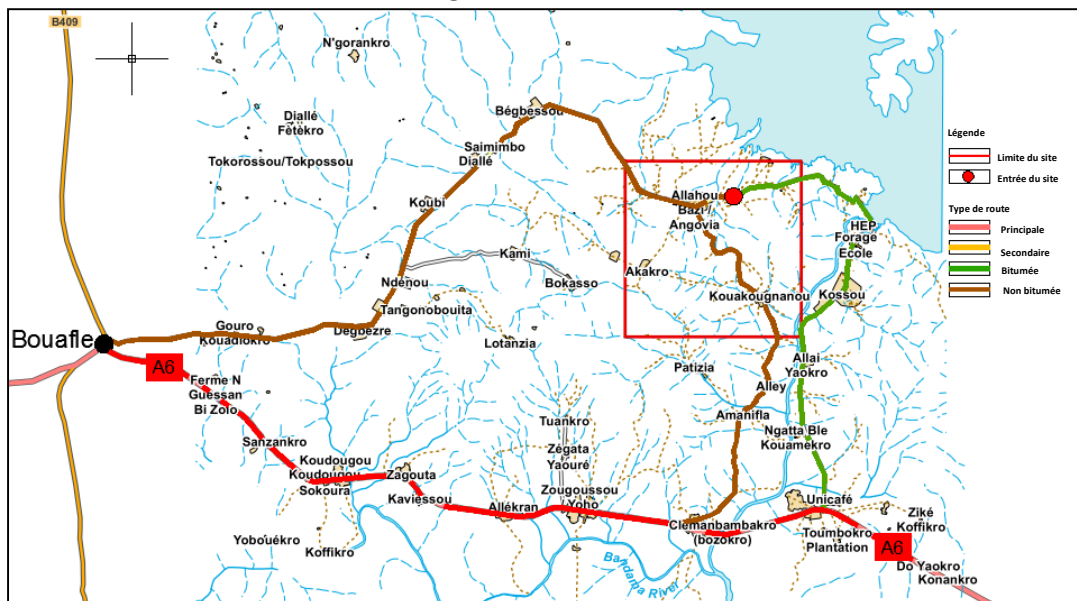 B409
N'gorankro
Bégbessou
Diallé
Fètèkro
Saimimbo
Diallé
Tokorossou/Tokpossou
Koubi
Allahou
Bazi /
Angovia
HEP
Forage
Ecole
Kami
Akakro
Ndénou
Bokasso
Kouakougnanou
Kossou
Tangonobouita
Gouro
Kouadiokro
Degbezre
Bouafle
Lotanzia
Allai
Yaokro
A6
Patizia
Ferme N
Guessan
Bi Zolo
Alley
Amanifla
Tuankro
Ngatta Ble
Kouamekro
Sanzankro
Zégata
Yaouré
Koudougou
Koudougou
Sokoura
Zagouta
Kaviessou
Zougoussou
Yoho
Unicafé
Allékran
Ziké
Koffikro
Clemanbambakro
(bozokro)
Toumbokro
Plantation
Yobouékro
Koffikro
A6
Bandama River
Do Yaokro
Konankro
Légende
Limite du site
Entrée du site
Type de route
Principale
Secondaire
Bitumée
Non bitumée